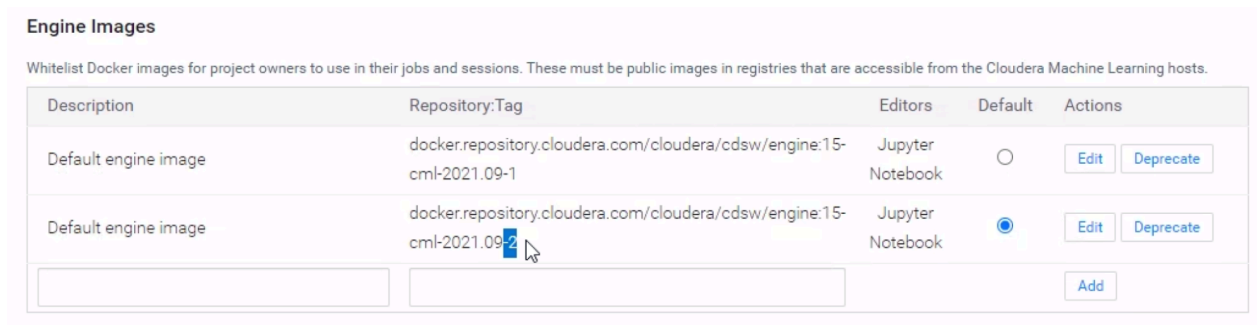 Engine Images
Whitelist Docker images for project owners to use in their jobs and sessions. These must be public images in registries that are accessible from the Cloudera Machine Learning hosts.
Description Repository:Tag Editors Default Actions
Default engine image
docker.repository.cloudera.com/cloudera/cdsw/engine:15-
cml-2021.09-1
Jupyter
Notebook
Edit Deprecate
Default engine image
docker.repository.cloudera.com/cloudera/cdsw/engine:15-
cml-2021.09-2
Jupyter
Notebook
Edit Deprecate
Add